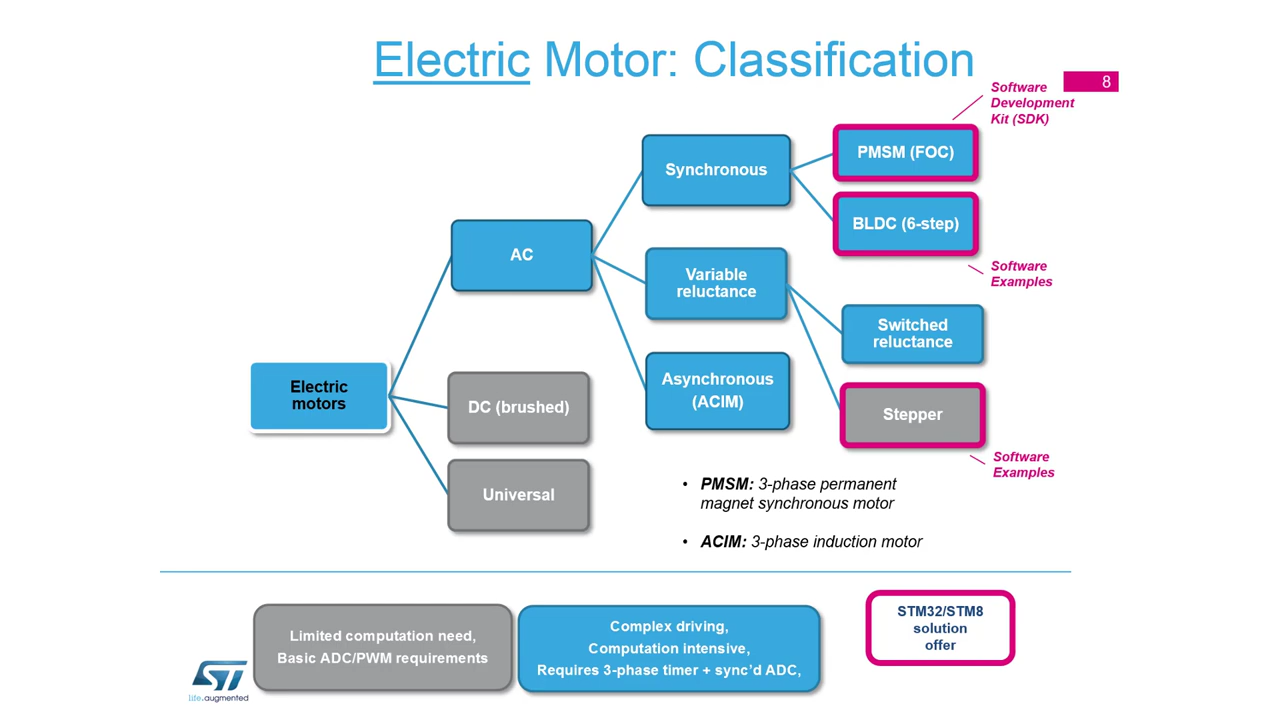 Electric Motor: Classification
8
Software
Development
Kit (SDK)
PMSM (FOC)
Synchronous
BLDC (6-step)
AC
Software
Examples
Variable
reluctance
Switched
reluctance
Electric
motors
DC (brushed)
Asynchronous
(ACIM)
Stepper
Software
Examples
Universal
• PMSM: 3-phase permanent
magnet synchronous motor
• ACIM: 3-phase induction motor
Limited computation need,
Basic ADC/PWM requirements
Complex driving,
Computation intensive,
Requires 3-phase timer + sync'd ADC,
STM32/STM8
solution
offer
ST
life.augmented